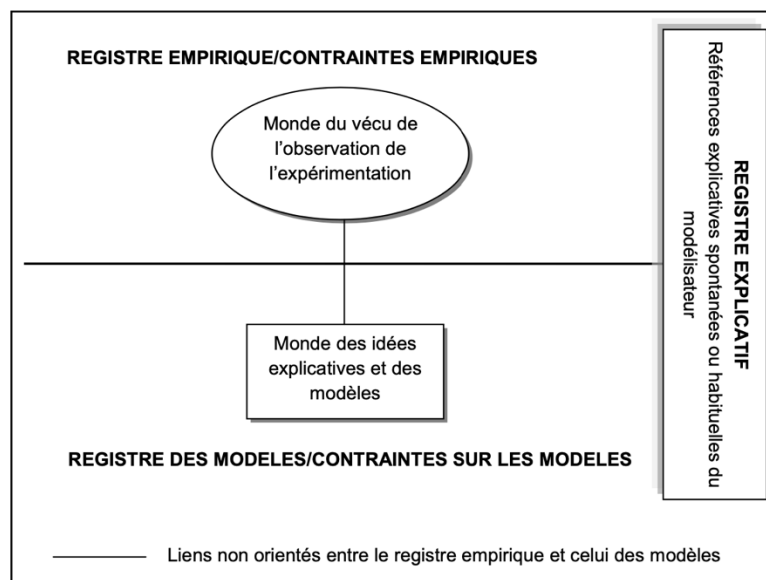 REGISTRE EMPIRIQUE/CONTRAINTES EMPIRIQUES
Monde du vécu de
l’observation de
l’expérimentation
Monde des idées
explicatives et des
modèles
REGISTRE DES MODELES/CONTRAINTES SUR LES MODELES
REGISTRE EXPLICATIF
Références explicatives spontanées ou habituelles du
modélisateur
Liens non orientés entre le registre empirique et celui des modèles